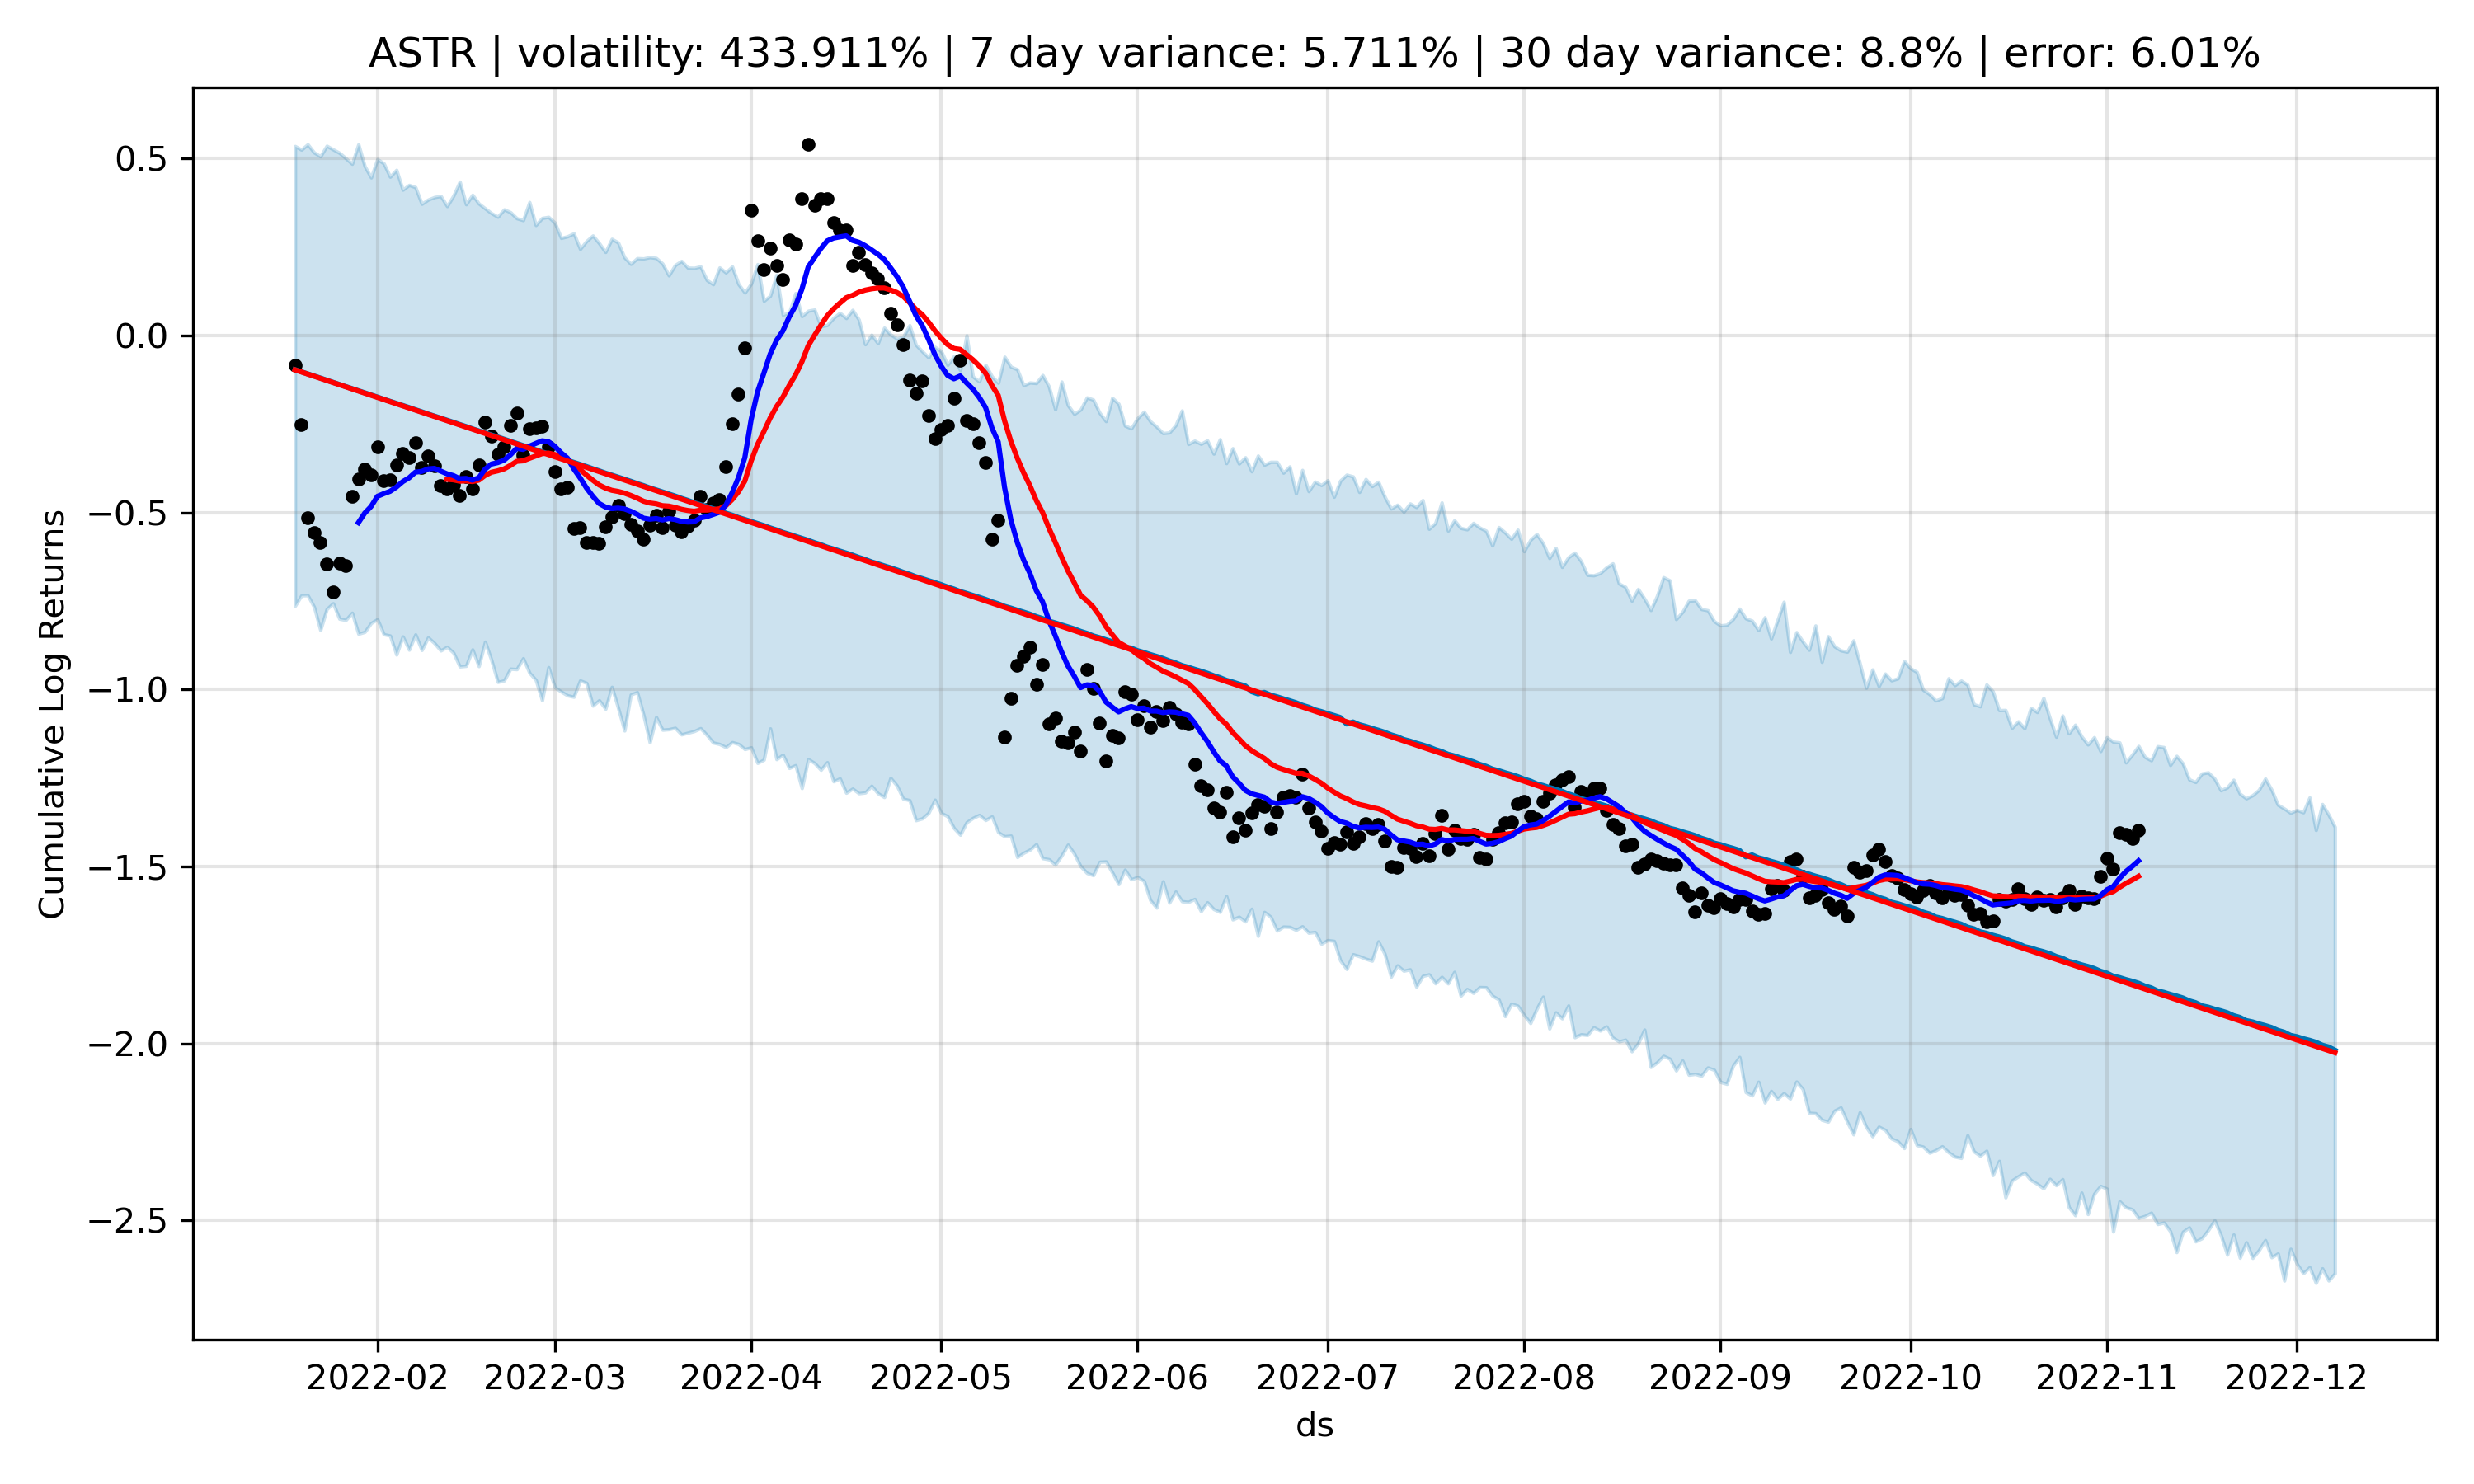 ASTR | volatility: 433.911% | 7 day variance: 5.711% | 30 day variance: 8.8% | error: 6.01%
Cumulative Log Returns
0.5
0.0
−0.5
−1.0
−1.5
−2.0
−2.5
2022-02 2022-03 2022-04 2022-05 2022-06 2022-07 2022-08 2022-09 2022-10 2022-11 2022-12
ds